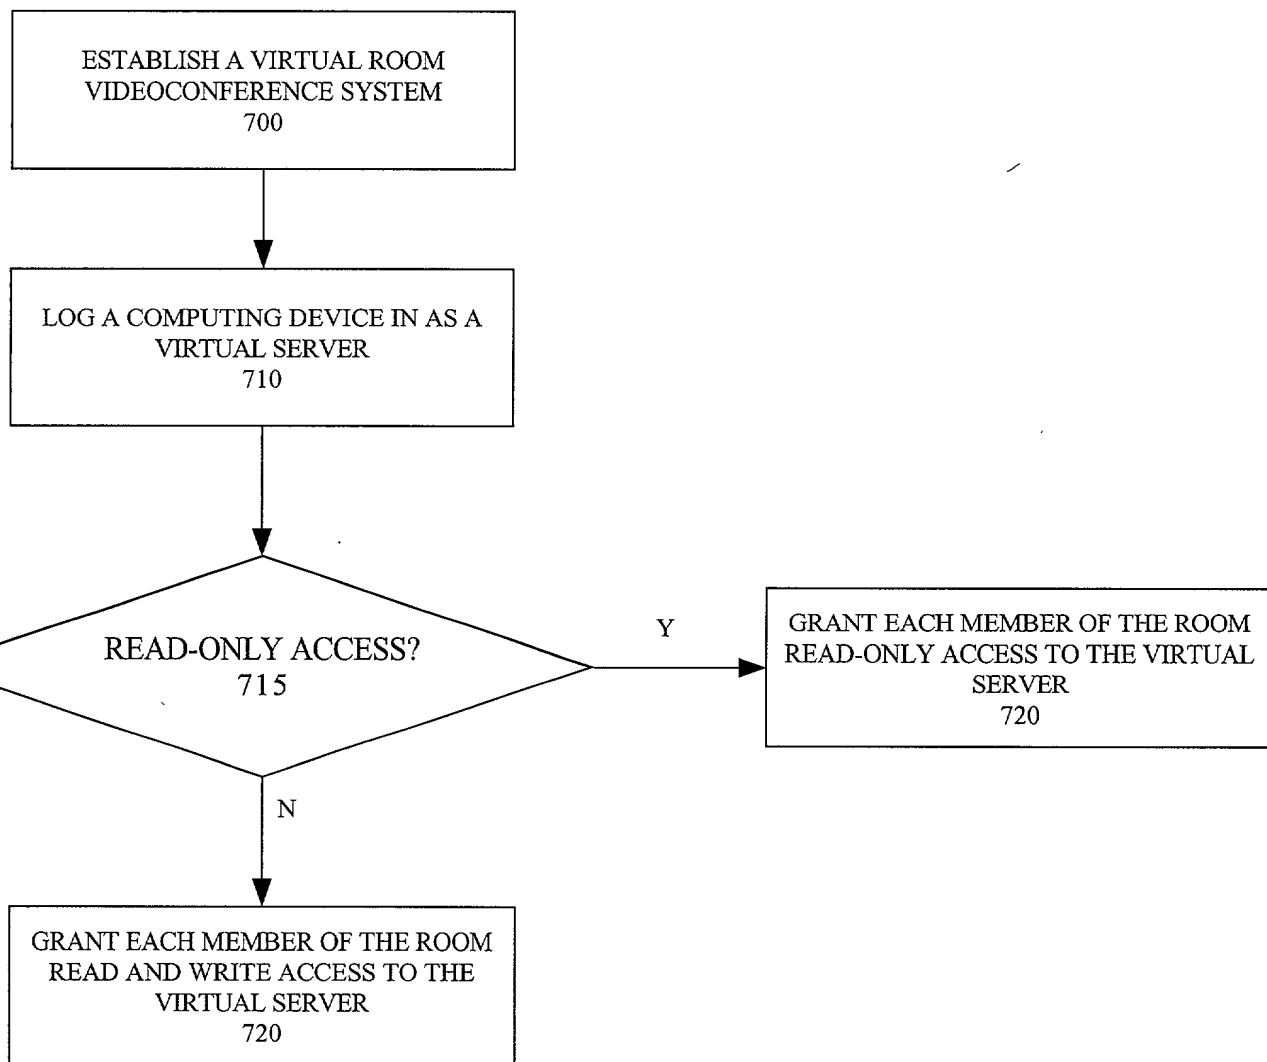 ESTABLISH A VIRTUAL ROOM
VIDEOCONFERENCE SYSTEM
700
LOG A COMPUTING DEVICE IN AS A
VIRTUAL SERVER
710
READ-ONLY ACCESS?
715
Y
GRANT EACH MEMBER OF THE ROOM
READ-ONLY ACCESS TO THE VIRTUAL
SERVER
720
N
GRANT EACH MEMBER OF THE ROOM
READ AND WRITE ACCESS TO THE
VIRTUAL SERVER
720